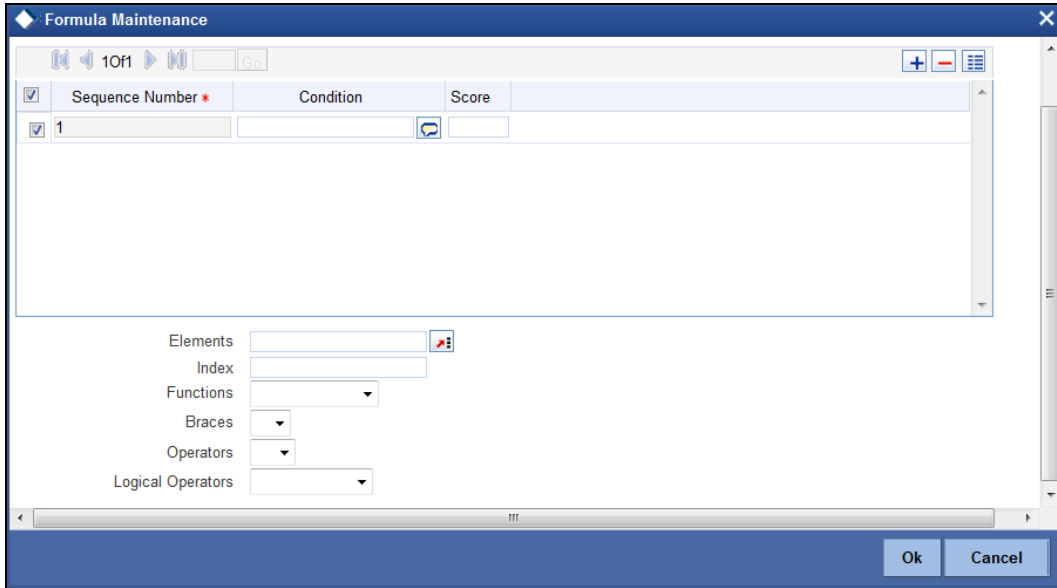 Formula Maintenance
1Of1 Go
Sequence Number * Condition Score
1
Elements
Index
Functions
Braces
Operators
Logical Operators
Ok Cancel